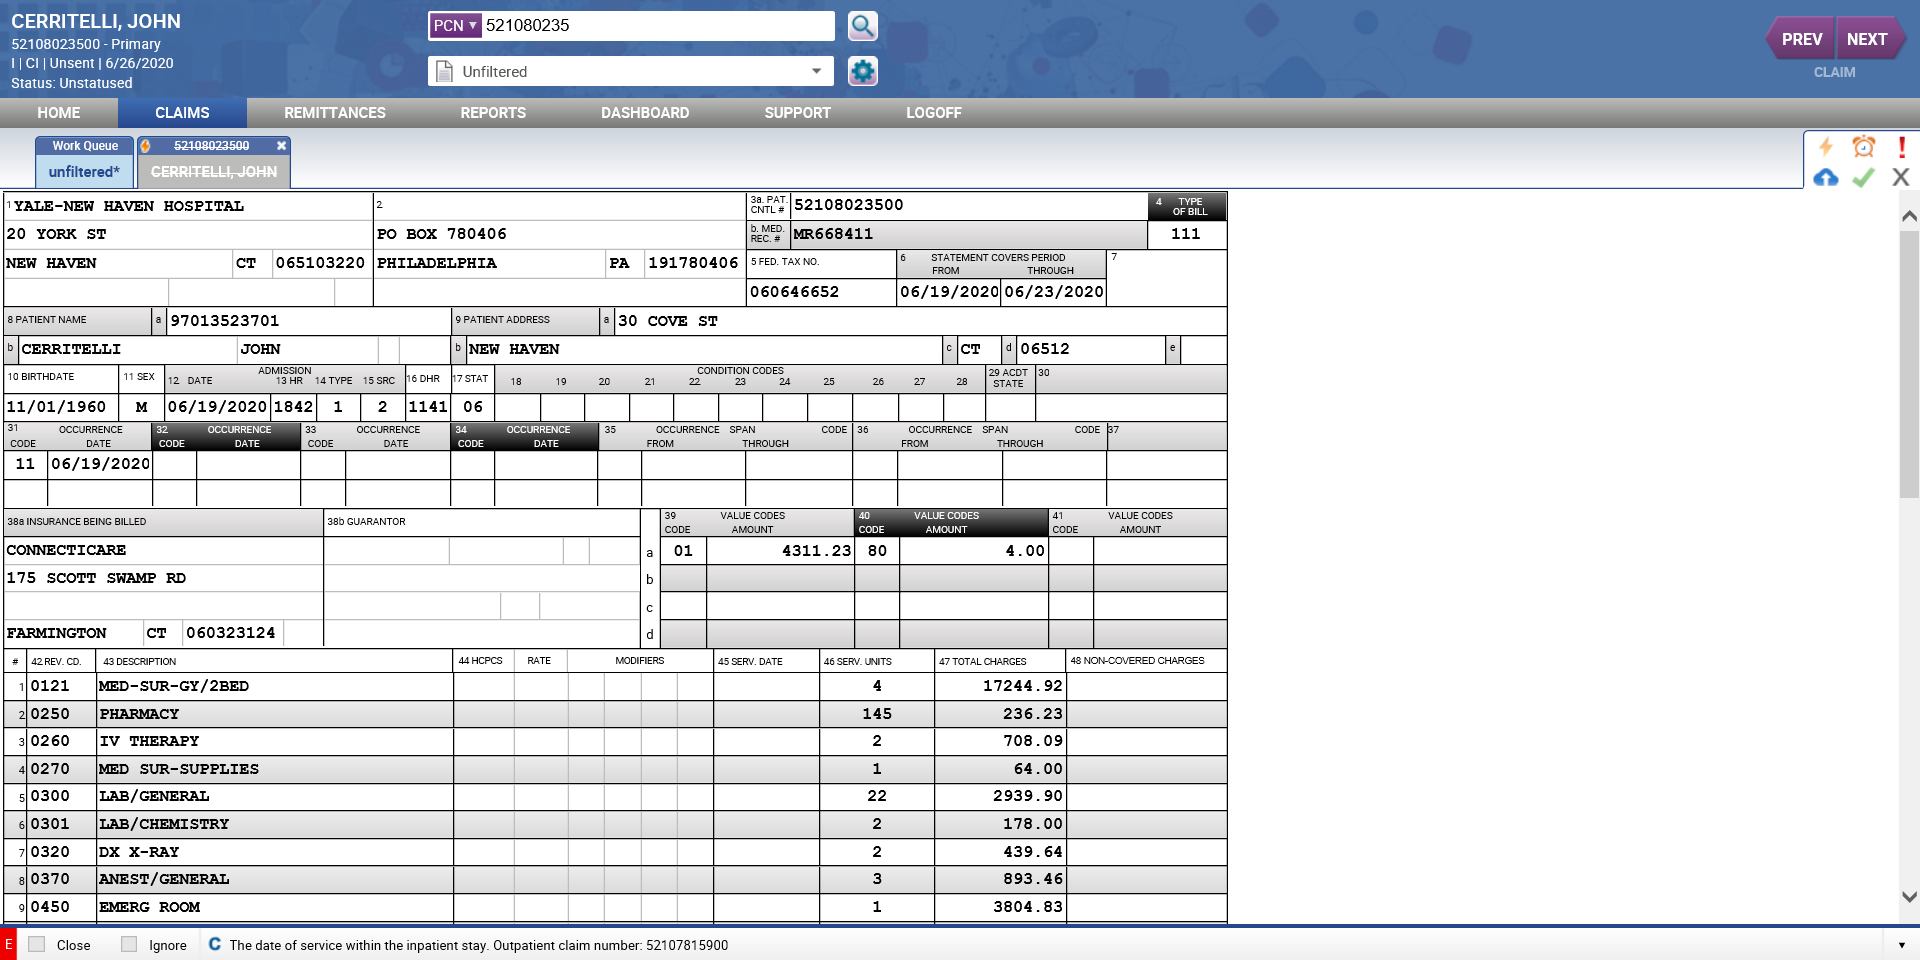 CERRITELLI, JOHN
52108023500 - Primary
I | CI | Unsent | 6/26/2020
Status: Unstatused
PCN ▼ 521080235
Unfiltered
PREV NEXT
CLAIM
HOME CLAIMS REMITTANCES REPORTS DASHBOARD SUPPORT LOGOFF
Work Queue 52108023500
unfiltered* CERRITELLI, JOHN
1 YALE-NEW HAVEN HOSPITAL 2 3a. PAT. CNTL # 52108023500 4 TYPE OF BILL
20 YORK ST PO BOX 780406 b. MED. REC. # MR668411 111
NEW HAVEN CT 065103220 PHILADELPHIA PA 191780406 5 FED. TAX NO. 6 STATEMENT COVERS PERIOD FROM THROUGH 7
060646652 06/19/2020 06/23/2020
8 PATIENT NAME a 97013523701 9 PATIENT ADDRESS a 30 COVE ST
b CERRITELLI JOHN b NEW HAVEN c CT d 06512 e
10 BIRTHDATE 11 SEX ADMISSION 12 DATE 13 HR 14 TYPE 15 SRC 16 DHR 17 STAT CONDITION CODES 18 19 20 21 22 23 24 25 26 27 28 29 ACDT STATE 30
11/01/1960 M 06/19/2020 1842 1 2 1141 06
31 OCCURRENCE 32 OCCURRENCE 33 OCCURRENCE 34 OCCURRENCE 35 OCCURRENCE SPAN CODE 36 OCCURRENCE SPAN CODE 37
CODE DATE CODE DATE CODE DATE CODE DATE FROM THROUGH FROM THROUGH
11 06/19/2020
38a INSURANCE BEING BILLED 38b GUARANTOR 39 VALUE CODES 40 VALUE CODES 41 VALUE CODES
CODE AMOUNT CODE AMOUNT CODE AMOUNT
CONNECTICARE a 01 4311.23 80 4.00
175 SCOTT SWAMP RD b
c
FARMINGTON CT 060323124 d
# 42 REV. CD. 43 DESCRIPTION 44 HCPCS RATE MODIFIERS 45 SERV. DATE 46 SERV. UNITS 47 TOTAL CHARGES 48 NON-COVERED CHARGES
1 0121 MED-SUR-GY/2BED 4 17244.92
2 0250 PHARMACY 145 236.23
3 0260 IV THERAPY 2 708.09
4 0270 MED SUR-SUPPLIES 1 64.00
5 0300 LAB/GENERAL 22 2939.90
6 0301 LAB/CHEMISTRY 2 178.00
7 0320 DX X-RAY 2 439.64
8 0370 ANEST/GENERAL 3 893.46
9 0450 EMERG ROOM 1 3804.83
E Close Ignore C The date of service within the inpatient stay. Outpatient claim number: 52107815900